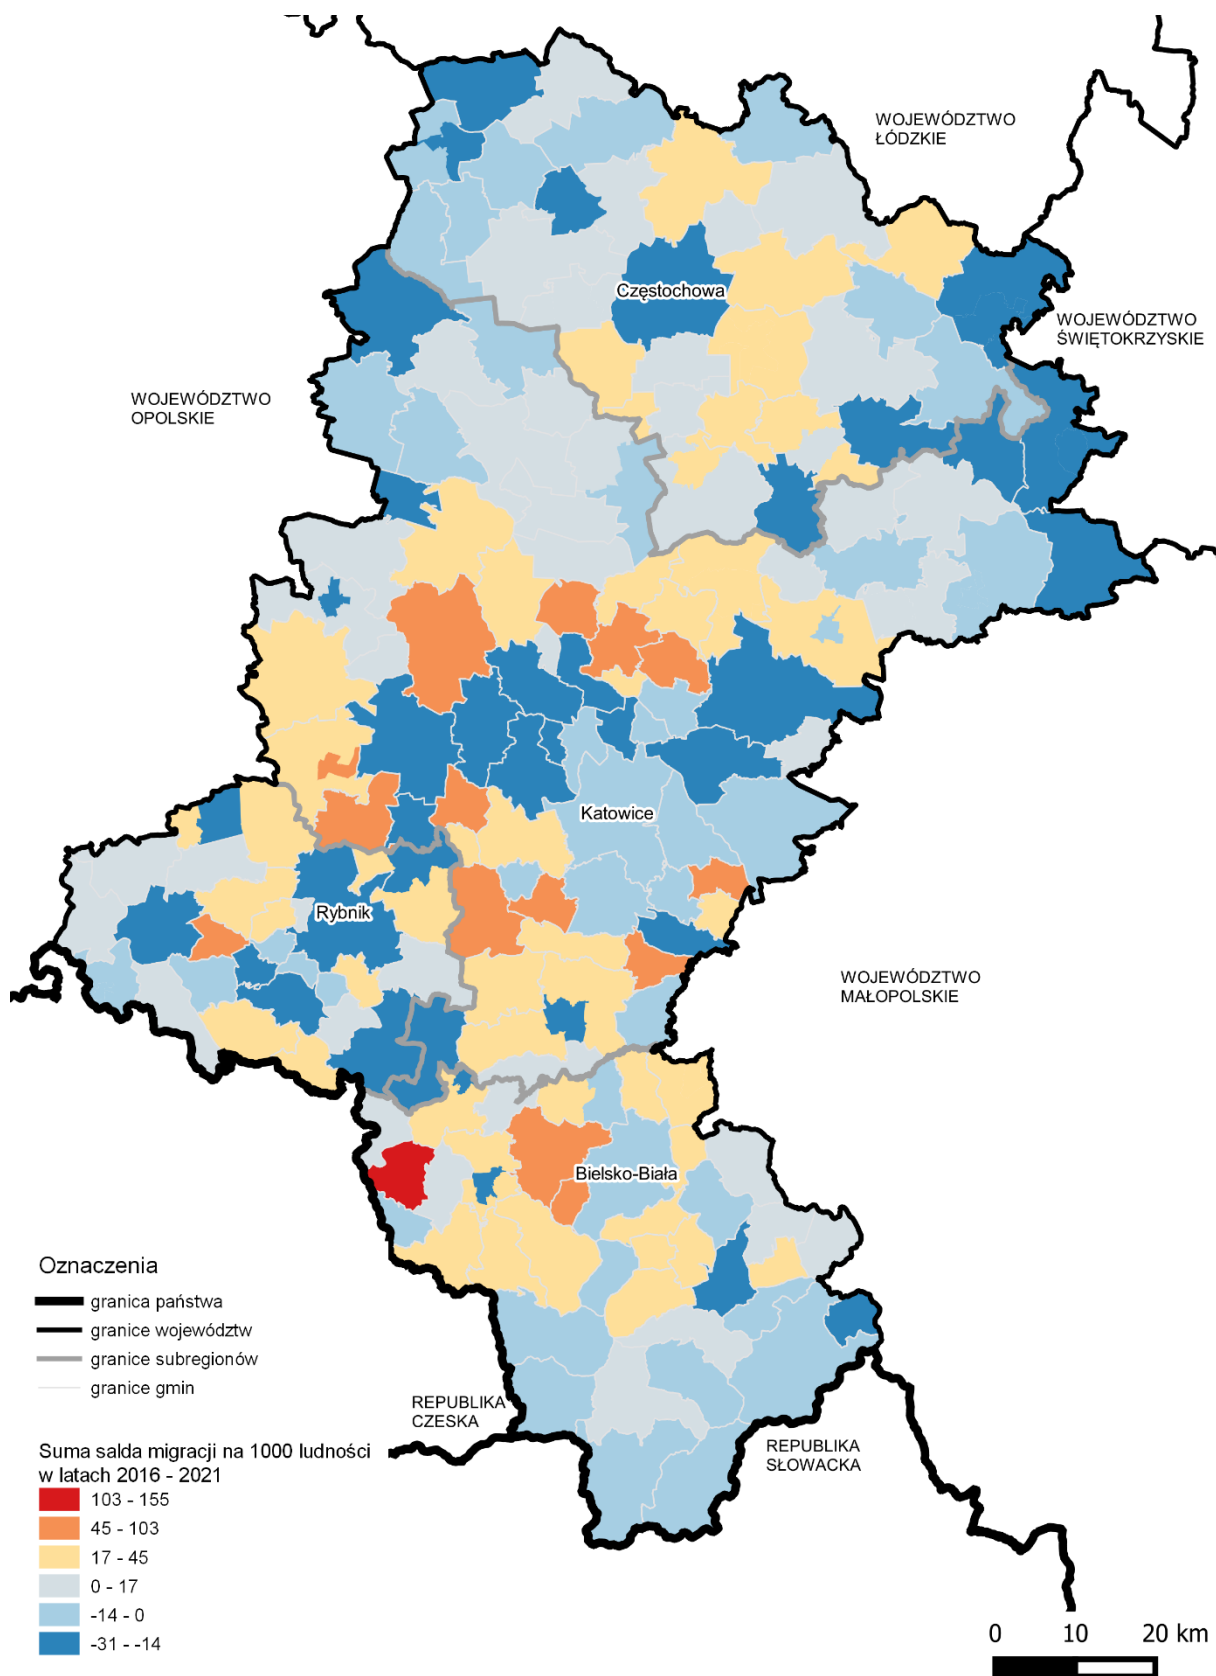 WOJEWÓDZTWO
ŁÓDZKIE
Częstochowa
WOJEWÓDZTWO
ŚWIĘTOKRZYSKIE
WOJEWÓDZTWO
OPOLSKIE
Katowice
Rybnik
WOJEWÓDZTWO
MAŁOPOLSKIE
Bielsko-Biała
Oznaczenia
granica państwa
granice województw
granice subregionów
granice gmin
REPUBLIKA
CZESKA
REPUBLIKA
SŁOWACKA
Suma salda migracji na 1000 ludności
w latach 2016 - 2021
103 - 155
45 - 103
17 - 45
0 - 17
-14 - 0
-31 - -14
0 10 20 km